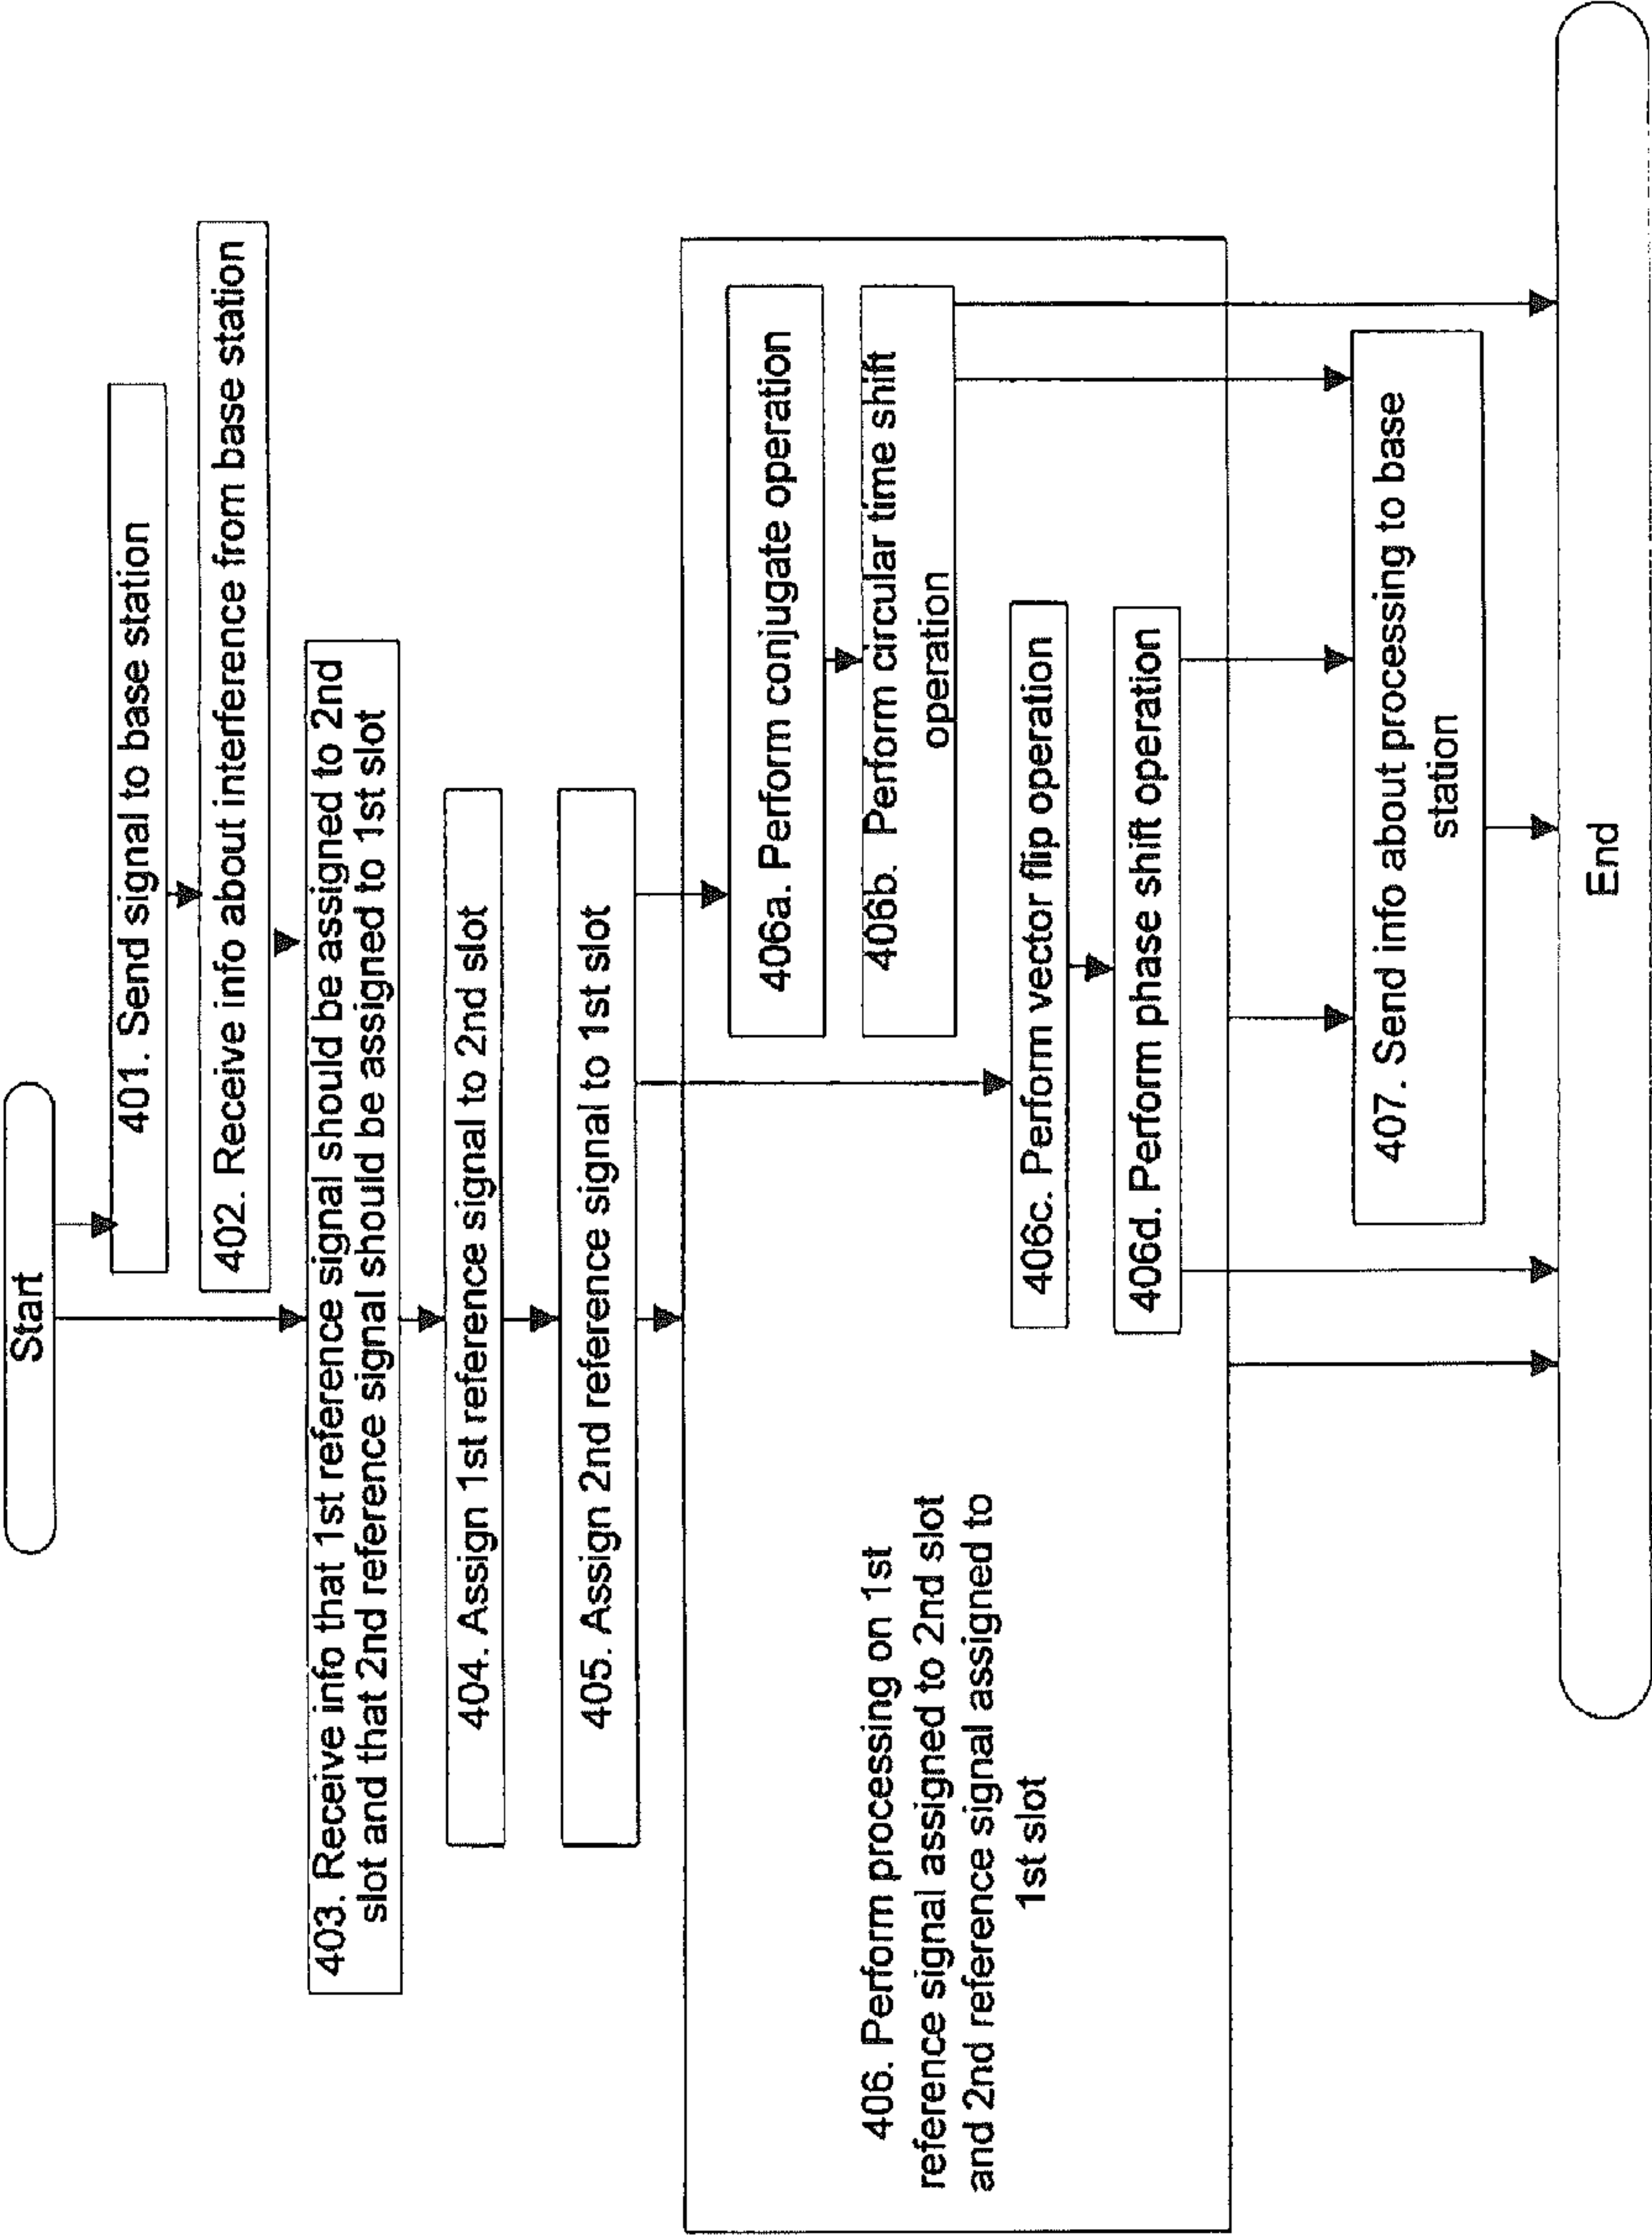 Start
401. Send signal to base station
402. Receive info about interference from base station
403. Receive info that 1st reference signal should be assigned to 2nd
slot and that 2nd reference signal should be assigned to 1st slot
404. Assign 1st reference signal to 2nd slot
405. Assign 2nd reference signal to 1st slot
406. Perform processing on 1st
reference signal assigned to 2nd slot
and 2nd reference signal assigned to
1st slot
406a. Perform conjugate operation
406b. Perform circular time shift
operation
406c. Perform vector flip operation
406d. Perform phase shift operation
407. Send info about processing to base
station
End